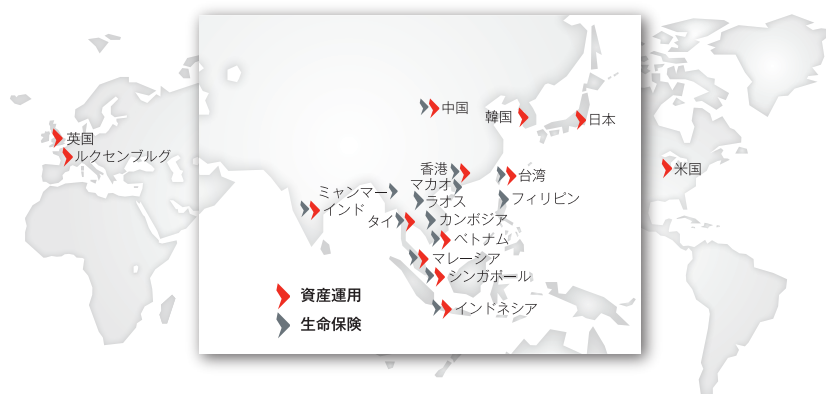 中国
韓国
日本
英国
ルクセンブルグ
香港
マカオ
台湾
米国
ミャンマー
ラオス
フィリピン
インド
タイ
カンボジア
ベトナム
マレーシア
シンガポール
インドネシア
資産運用
生命保険